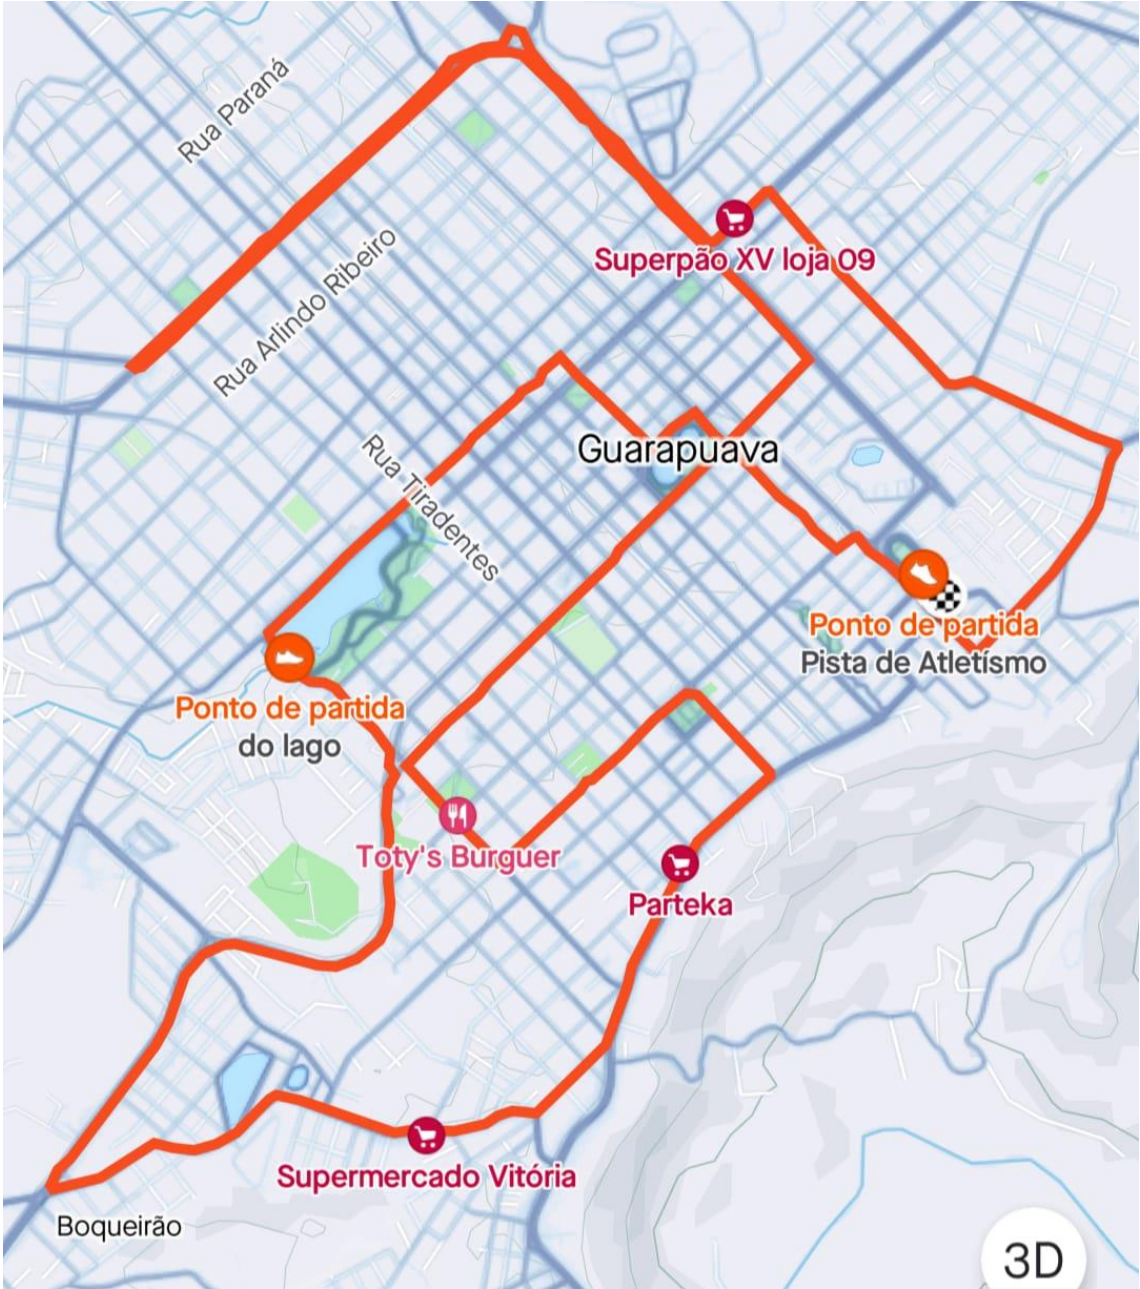 Rua Paraná
Rua Arlindo Ribeiro
Superpão XV loja 09
Rua Tiradentes
Guarapuava
Ponto de partida
Pista de Atletísmo
Ponto de partida
do lago
Toty's Burguer
Parteka
Supermercado Vitória
Boqueirão
3D